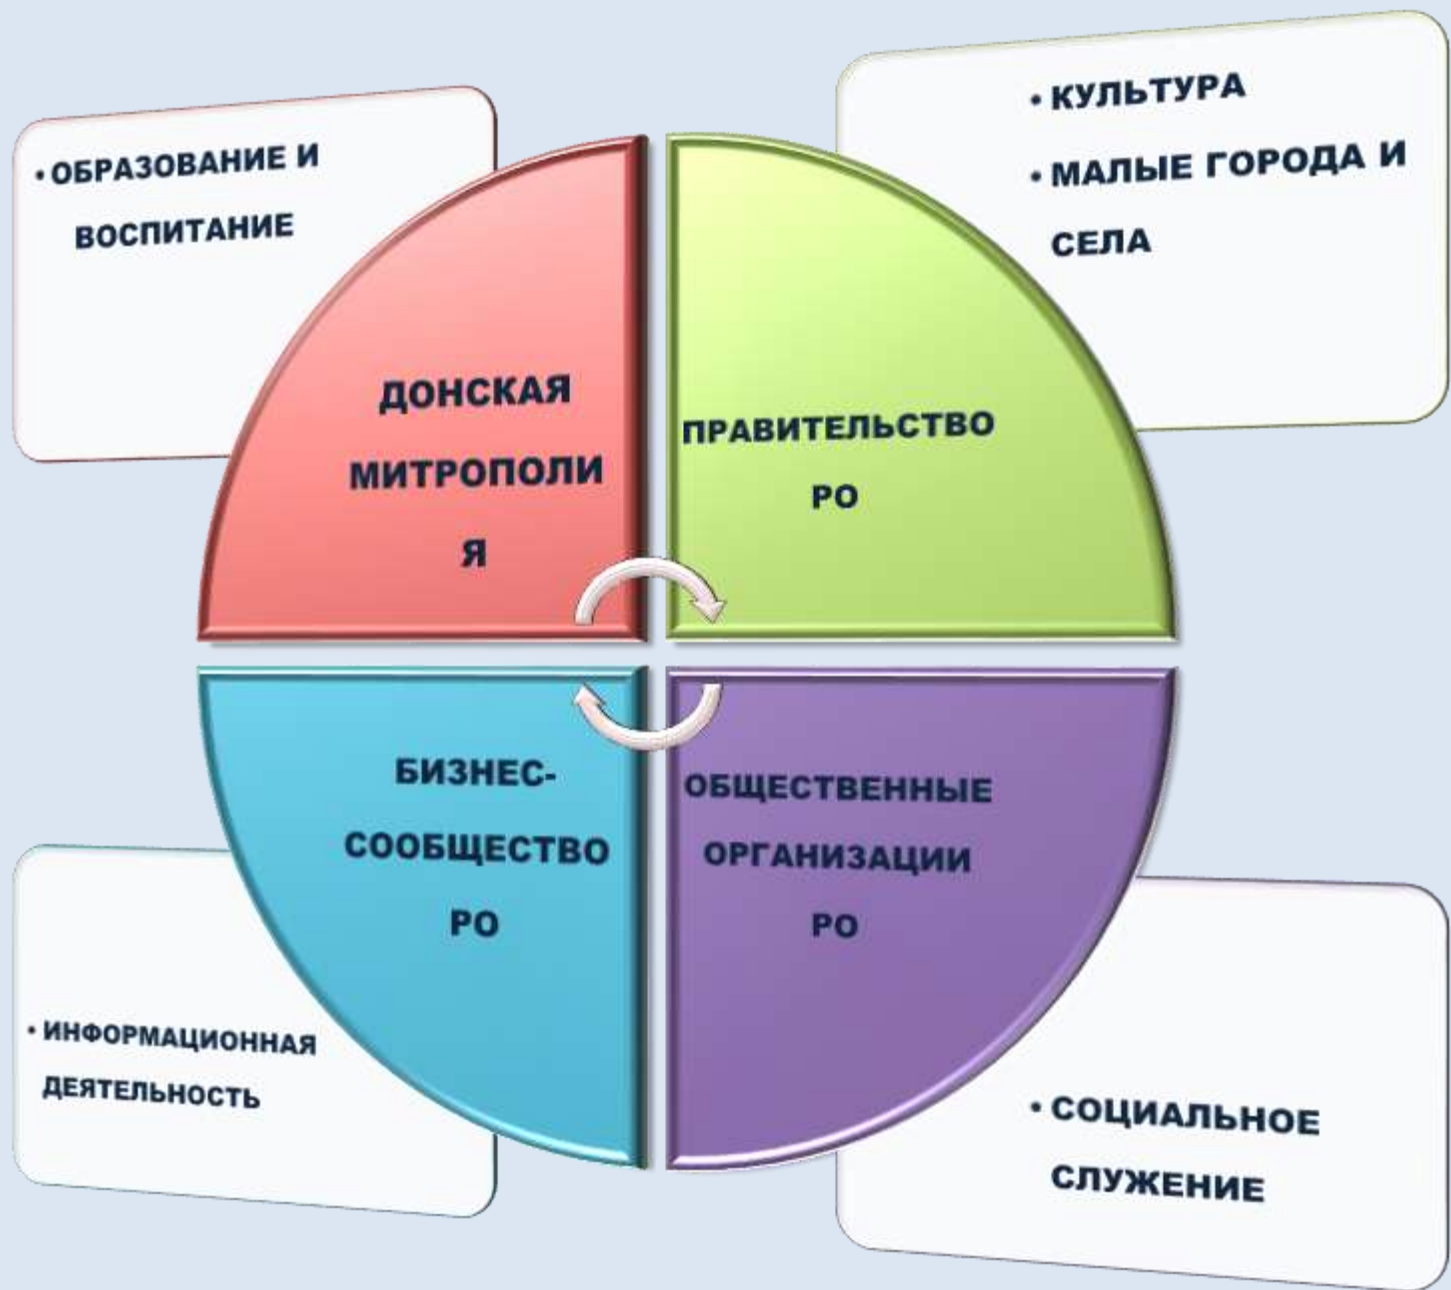 • ОБРАЗОВАНИЕ И
ВОСПИТАНИЕ
• КУЛЬТУРА
• МАЛЫЕ ГОРОДА И
СЕЛА
ДОНСКАЯ
МИТРОПОЛИ
Я
ПРАВИТЕЛЬСТВО
РО
БИЗНЕС-
СООБЩЕСТВО
РО
ОБЩЕСТВЕННЫЕ
ОРГАНИЗАЦИИ
РО
• ИНФОРМАЦИОННАЯ
ДЕЯТЕЛЬНОСТЬ
• СОЦИАЛЬНОЕ
СЛУЖЕНИЕ